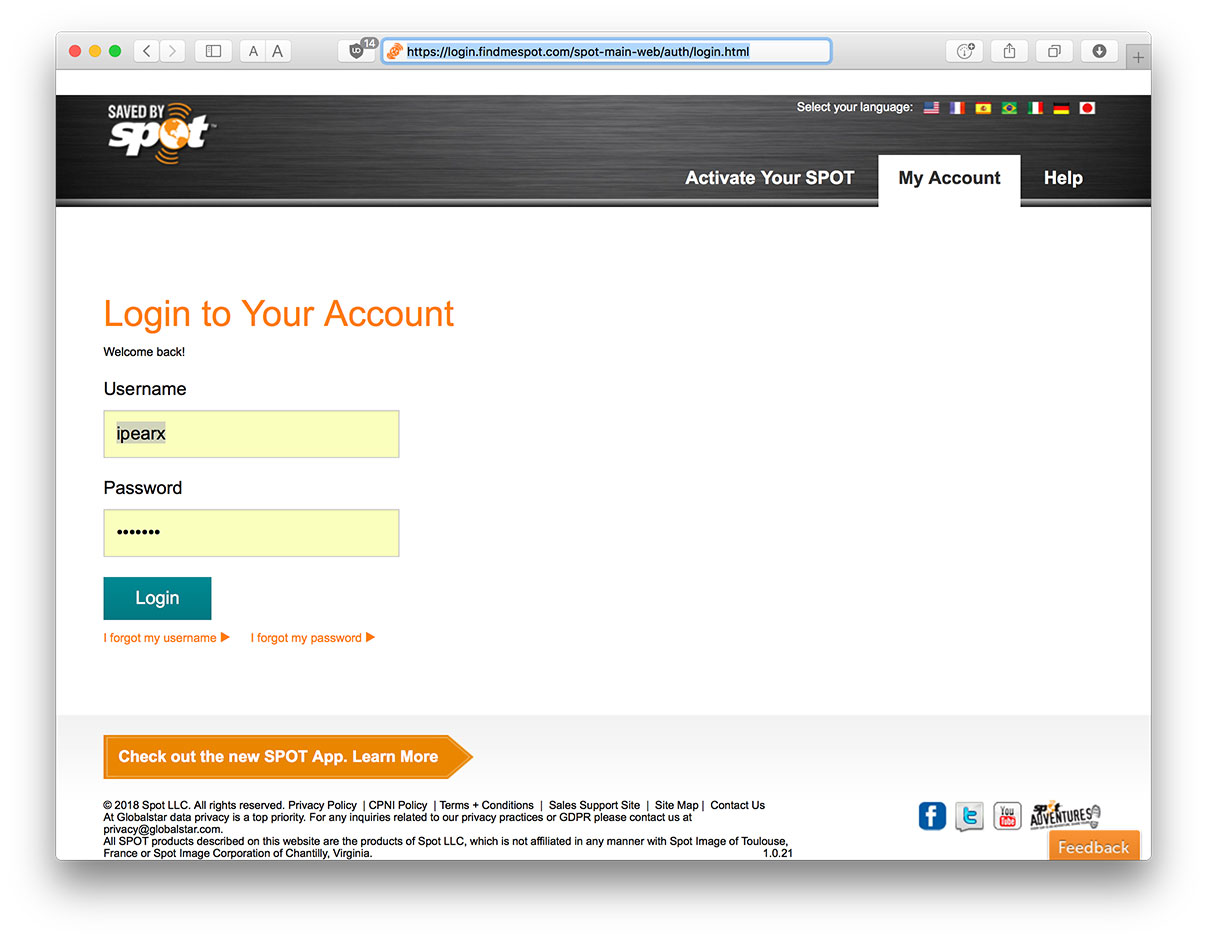 A A
14
https://login.findmespot.com/spot-main-web/auth/login.html
SAVED BY
spot™
Select your language:
Activate Your SPOT
My Account
Help
Login to Your Account
Welcome back!
Username
ipearx
Password
•••••••
Login
I forgot my username
I forgot my password
Check out the new SPOT App. Learn More
© 2018 Spot LLC. All rights reserved. Privacy Policy | CPNI Policy | Terms + Conditions | Sales Support Site | Site Map | Contact Us
At Globalstar data privacy is a top priority. For any inquiries related to our privacy practices or GDPR please contact us at
privacy@globalstar.com.
All SPOT products described on this website are the products of Spot LLC, which is not affiliated in any manner with Spot Image of Toulouse,
France or Spot Image Corporation of Chantilly, Virginia.
1.0.21
You
Tube
spot
ADVENTURES
Feedback